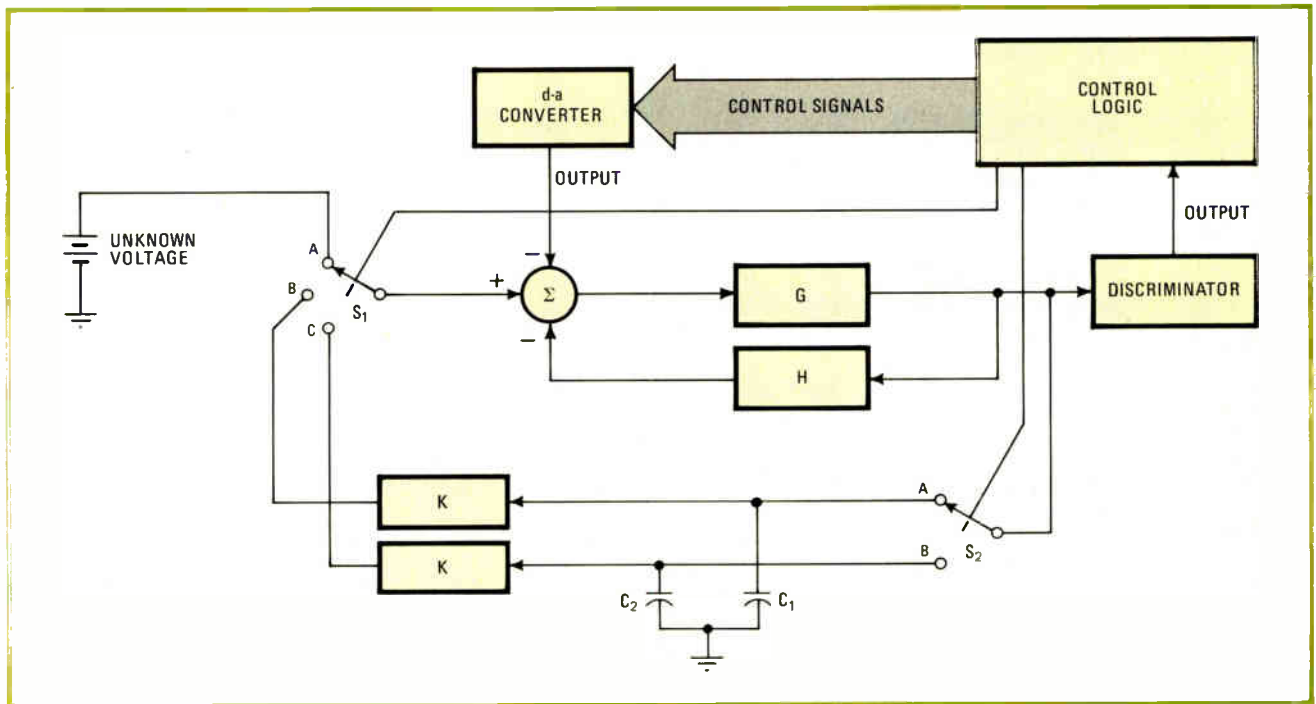 d-a
CONVERTER
CONTROL SIGNALS
CONTROL
LOGIC
OUTPUT
OUTPUT
UNKNOWN
VOLTAGE
A
B
C
S₁
−
+
Σ
−
G
H
DISCRIMINATOR
K
K
A
B
S₂
C₂
C₁